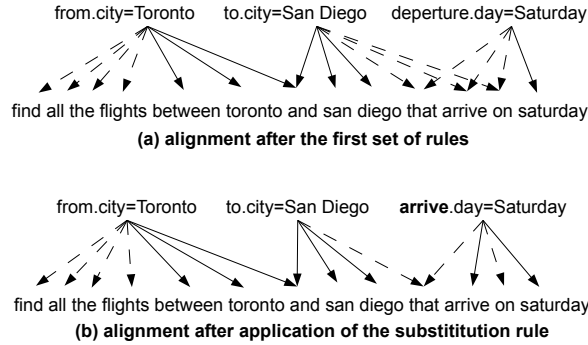 from.city=Toronto to.city=San Diego deperture.day=Saturday
find all the flights between toronto and san diego that arrive on saturday
(a) alignment after the first set of rules
from.city=Toronto to.city=San Diego arrive.day=Saturday
find all the flights between toronto and san diego that arrive on saturday
(b) alignment after application of the substititution rule